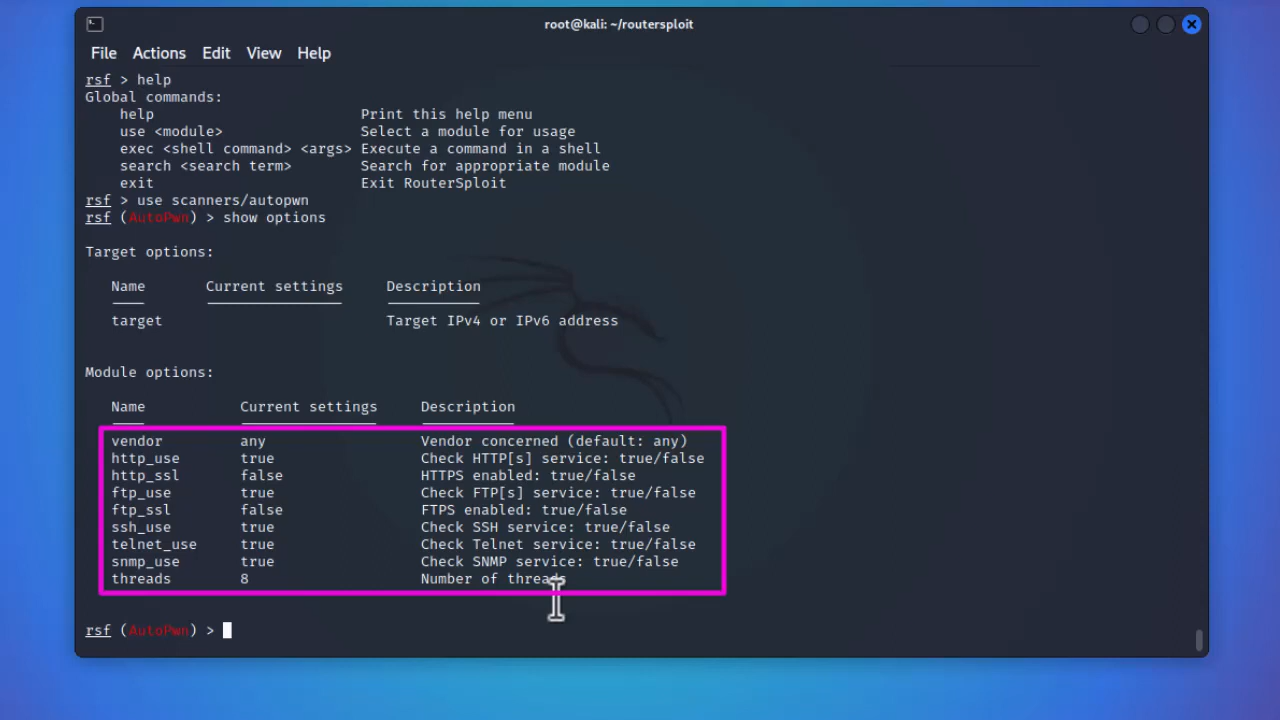 root@kali: ~/routersploit
File Actions Edit View Help
rsf > help
Global commands:
help Print this help menu
use <module> Select a module for usage
exec <shell command> <args> Execute a command in a shell
search <search term> Search for appropriate module
exit Exit RouterSploit
rsf > use scanners/autopwn
rsf (AutoPwn) > show options
Target options:
Name Current settings Description
target Target IPv4 or IPv6 address
Module options:
Name Current settings Description
vendor any Vendor concerned (default: any)
http_use true Check HTTP[s] service: true/false
http_ssl false HTTPS enabled: true/false
ftp_use true Check FTP[s] service: true/false
ftp_ssl false FTPS enabled: true/false
ssh_use true Check SSH service: true/false
telnet_use true Check Telnet service: true/false
snmp_use true Check SNMP service: true/false
threads 8 Number of threads
rsf (AutoPwn) >